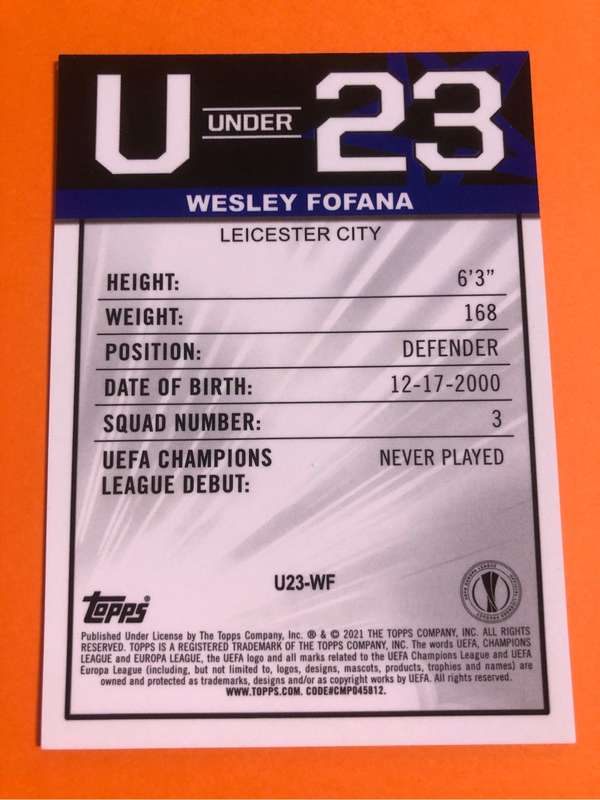 U UNDER 23
WESLEY FOFANA
LEICESTER CITY
HEIGHT: 6'3"
WEIGHT: 168
POSITION: DEFENDER
DATE OF BIRTH: 12-17-2000
SQUAD NUMBER: 3
UEFA CHAMPIONS NEVER PLAYED
LEAGUE DEBUT:
U23-WF
Topps
Published Under License by The Topps Company, Inc. ® & © 2021 THE TOPPS COMPANY, INC. ALL RIGHTS
RESERVED. TOPPS IS A REGISTERED TRADEMARK OF THE TOPPS COMPANY, INC. The words UEFA, CHAMPIONS
LEAGUE and EUROPA LEAGUE, the UEFA logo and all marks related to the UEFA Champions League and UEFA
Europa League (including, but not limited to, logos, designs, mascots, products, trophies and names) are
owned and protected as trademarks, designs and/or as copyright works by UEFA. All rights reserved.
WWW.TOPPS.COM. CODE#CMP045812.